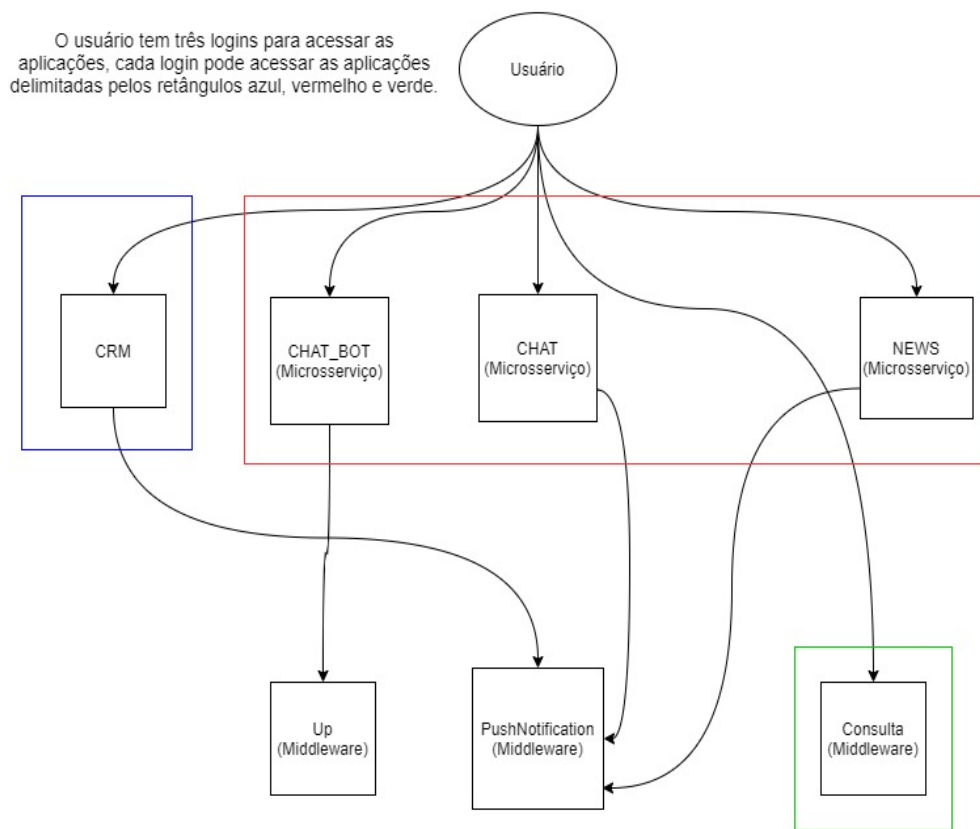 O usuário tem três logins para acessar as
aplicações, cada login pode acessar as aplicações
delimitadas pelos retângulos azul, vermelho e verde.
Usuário
CRM
CHAT_BOT
(Microsserviço)
CHAT
(Microsserviço)
NEWS
(Microsserviço)
Up
(Middleware)
PushNotification
(Middleware)
Consulta
(Middleware)